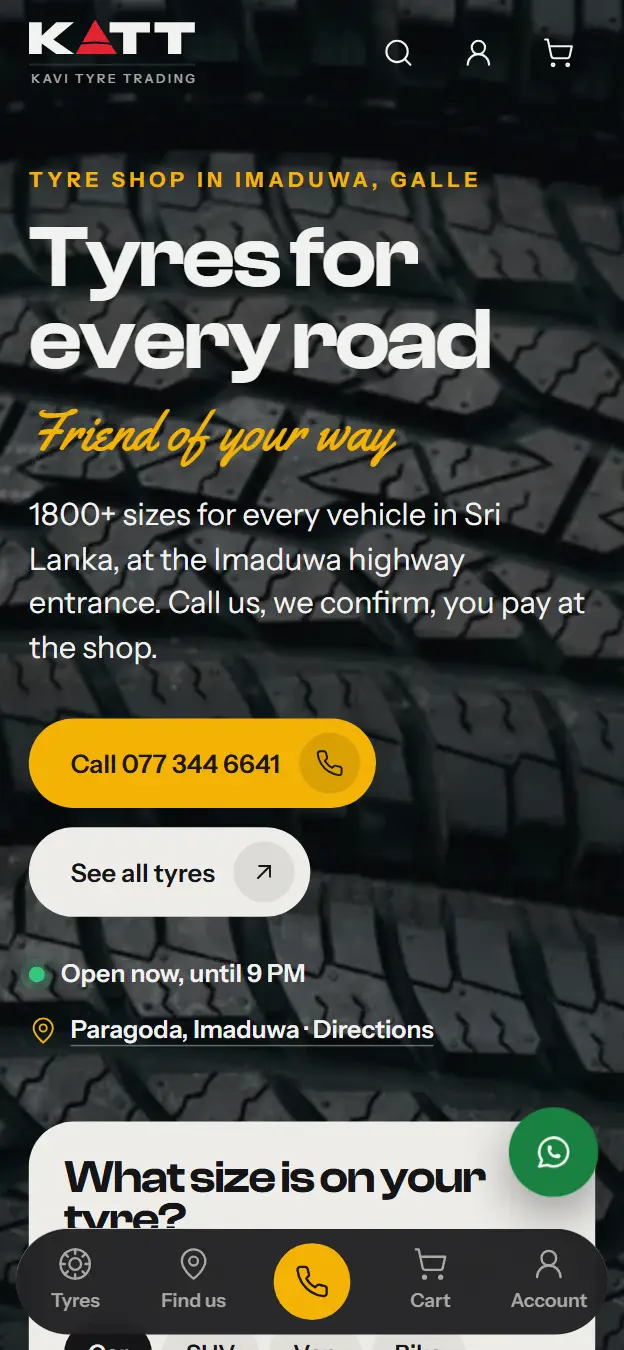 KATT
KAVI TYRE TRADING
TYRE SHOP IN IMADUWA, GALLE
Tyres for
every road
Friend of your way
1800+ sizes for every vehicle in Sri
Lanka, at the Imaduwa highway
entrance. Call us, we confirm, you pay at
the shop.
Call 077 344 6641
See all tyres
Open now, until 9 PM
Paragoda, Imaduwa · Directions
What size is on your
tyre?
Tyres
Find us
Cart
Account